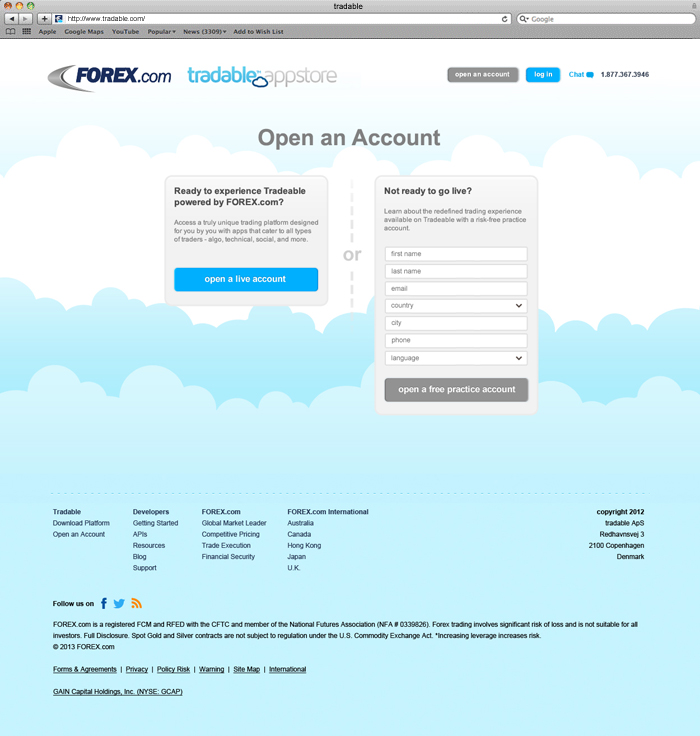 tradable
http://www.tradable.com/
Google
Apple Google Maps YouTube Popular News (3309) Add to Wish List
FOREX.com tradable appstore
open an account log in Chat 1.877.367.3946
Open an Account
Ready to experience Tradeable
powered by FOREX.com?
Access a truly unique trading platform designed
for you by you with apps that cater to all types
of traders - algo, technical, social, and more.
open a live account
or
Not ready to go live?
Learn about the redefined trading experience
available on Tradeable with a risk-free practice
account.
first name
last name
email
country
city
phone
language
open a free practice account
Tradable
Download Platform
Open an Account
Developers
Getting Started
APIs
Resources
Blog
Support
FOREX.com
Global Market Leader
Competitive Pricing
Trade Execution
Financial Security
FOREX.com International
Australia
Canada
Hong Kong
Japan
U.K.
copyright 2012
tradable ApS
Redhavnsvej 3
2100 Copenhagen
Denmark
Follow us on
FOREX.com is a registered FCM and RFED with the CFTC and member of the National Futures Association (NFA # 0339826). Forex trading involves significant risk of loss and is not suitable for all
investors. Full Disclosure. Spot Gold and Silver contracts are not subject to regulation under the U.S. Commodity Exchange Act. *Increasing leverage increases risk.
© 2013 FOREX.com
Forms & Agreements | Privacy | Policy Risk | Warning | Site Map | International
GAIN Capital Holdings, Inc. (NYSE: GCAP)